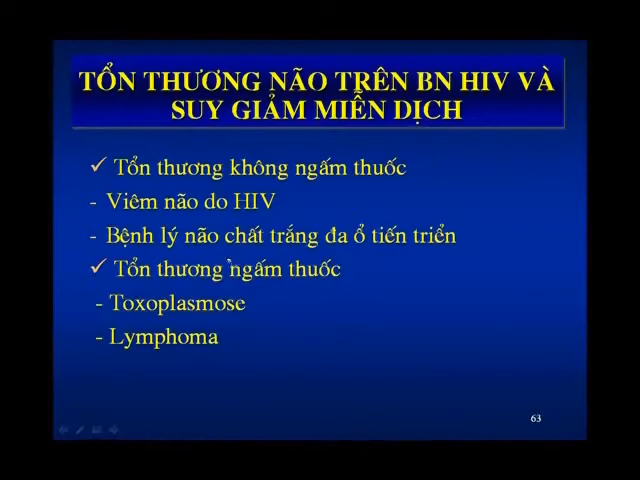 TỔN THƯƠNG NÃO TRÊN BN HIV VÀ
SUY GIẢM MIỄN DỊCH
✓ Tổn thương không ngấm thuốc
- Viêm não do HIV
- Bệnh lý não chất trắng đa ổ tiến triển
✓ Tổn thương ngấm thuốc
- Toxoplasmose
- Lymphoma
63